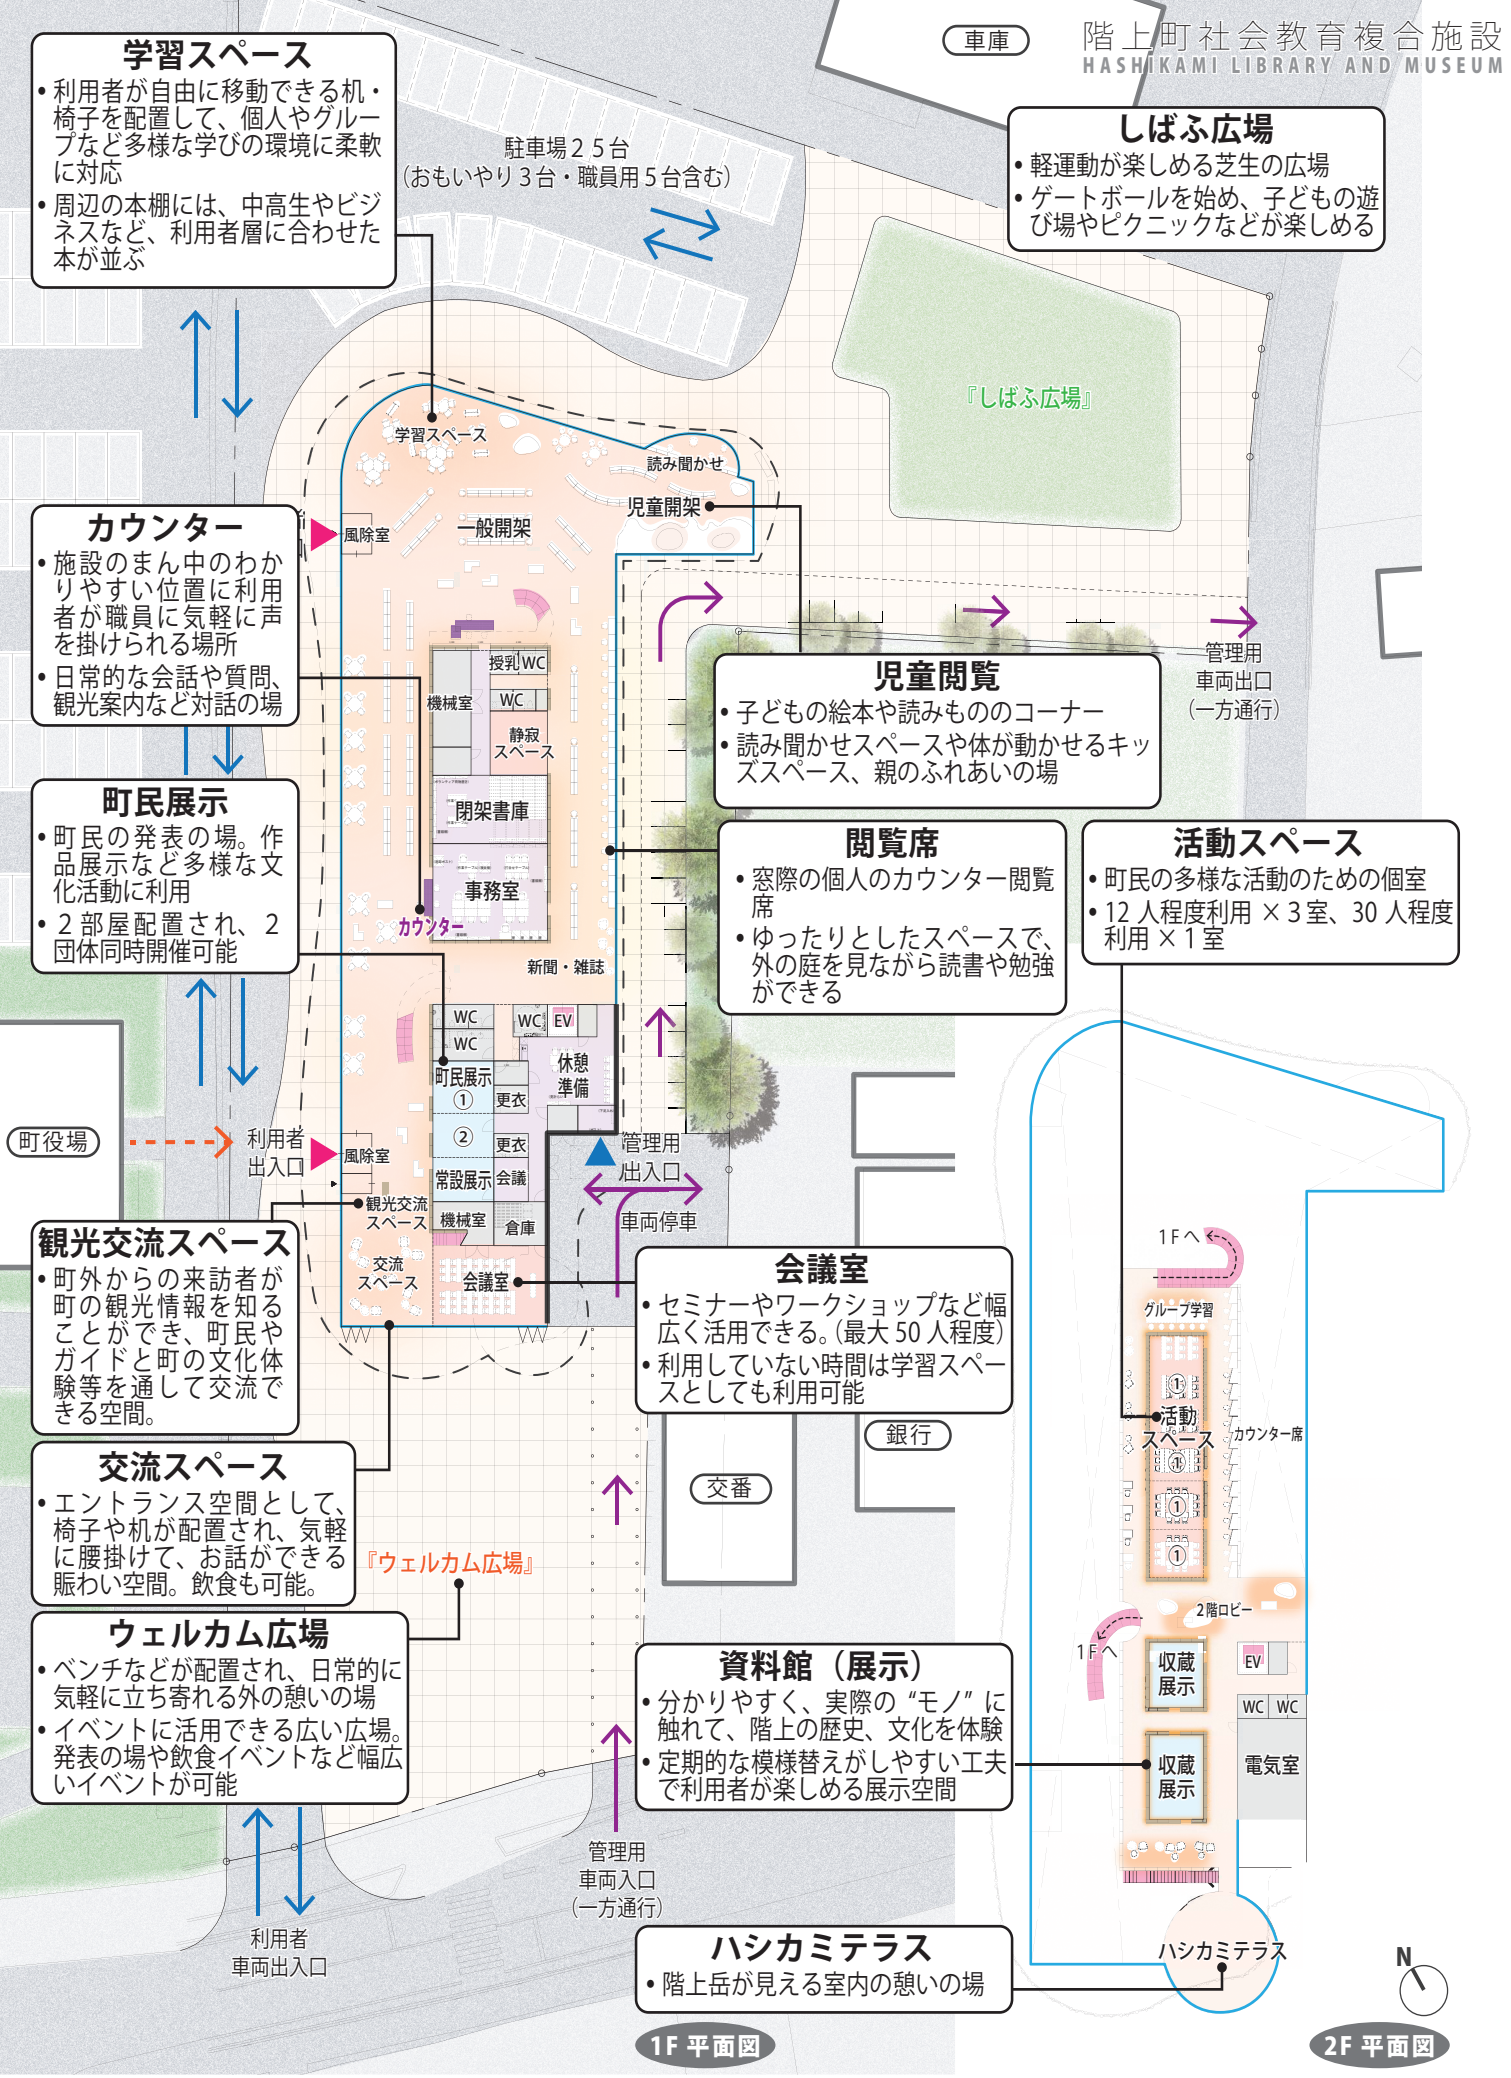 階上町社会教育複合施設
HASHIKAMI LIBRARY AND MUSEUM
車庫
学習スペース
• 利用者が自由に移動できる机・
椅子を配置して、個人やグルー
プなど多様な学びの環境に柔軟
に対応
• 周辺の本棚には、中高生やビジ
ネスなど、利用者層に合わせた
本が並ぶ
駐車場２５台
（おもいやり３台・職員用５台含む）
しばふ広場
• 軽運動が楽しめる芝生の広場
• ゲートボールを始め、子どもの遊
び場やピクニックなどが楽しめる
『しばふ広場』
学習スペース
読み聞かせ
児童開架
一般開架
風除室
カウンター
• 施設のまん中のわか
りやすい位置に利用
者が職員に気軽に声
を掛けられる場所
• 日常的な会話や質問、
観光案内など対話の場
授乳
WC
機械室
WC
静寂
スペース
閉架書庫
事務室
カウンター
新聞・雑誌
管理用
車両出口
（一方通行）
児童閲覧
• 子どもの絵本や読みもののコーナー
• 読み聞かせスペースや体が動かせるキッ
ズスペース、親のふれあいの場
町民展示
• 町民の発表の場。作
品展示など多様な文
化活動に利用
• ２部屋配置され、２
団体同時開催可能
閲覧席
• 窓際の個人のカウンター閲覧
席
• ゆったりとしたスペースで、
外の庭を見ながら読書や勉強
ができる
活動スペース
• 町民の多様な活動のための個室
• 12 人程度利用 ×３室、30 人程度
利用 ×１室
WC
WC
WC
EV
休憩
準備
町民展示
①
更衣
②
更衣
常設展示
会議
機械室
倉庫
町役場
利用者
出入口
風除室
管理用
出入口
車両停車
観光交流
スペース
交流
スペース
会議室
観光交流スペース
• 町外からの来訪者が
町の観光情報を知る
ことができ、町民や
ガイドと町の文化体
験等を通して交流で
きる空間。
会議室
• セミナーやワークショップなど幅
広く活用できる。（最大 50 人程度）
• 利用していない時間は学習スペー
スとしても利用可能
銀行
交番
交流スペース
• エントランス空間として、
椅子や机が配置され、気軽
に腰掛けて、お話ができる
賑わい空間。飲食も可能。
『ウェルカム広場』
ウェルカム広場
• ベンチなどが配置され、日常的に
気軽に立ち寄れる外の憩いの場
• イベントに活用できる広い広場。
発表の場や飲食イベントなど幅広
いイベントが可能
資料館（展示）
• 分かりやすく、実際の “モノ” に
触れて、階上の歴史、文化を体験
• 定期的な模様替えがしやすい工夫
で利用者が楽しめる展示空間
管理用
車両入口
（一方通行）
利用者
車両出入口
1Fへ
グループ学習
①
活動
スペース
カウンター席
①
①
①
２階ロビー
1Fへ
収蔵
展示
EV
WC
WC
収蔵
展示
電気室
ハシカミテラス
ハシカミテラス
• 階上岳が見える室内の憩いの場
N
1F 平面図
2F 平面図